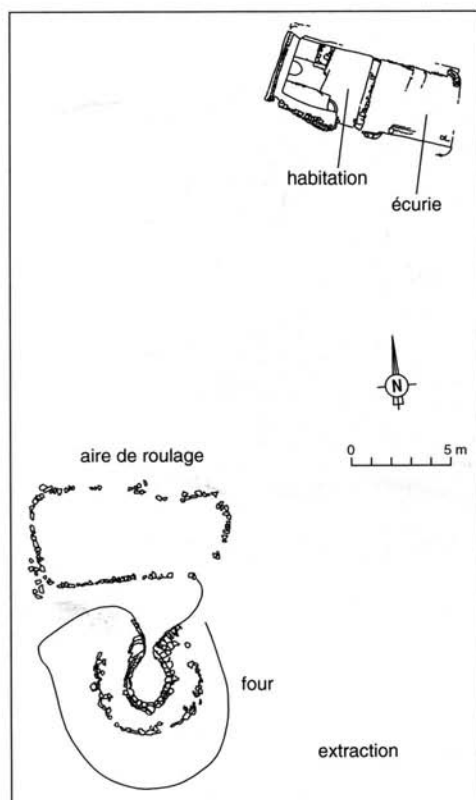 habitation
écurie
N
0 5 m
aire de roulage
four
extraction